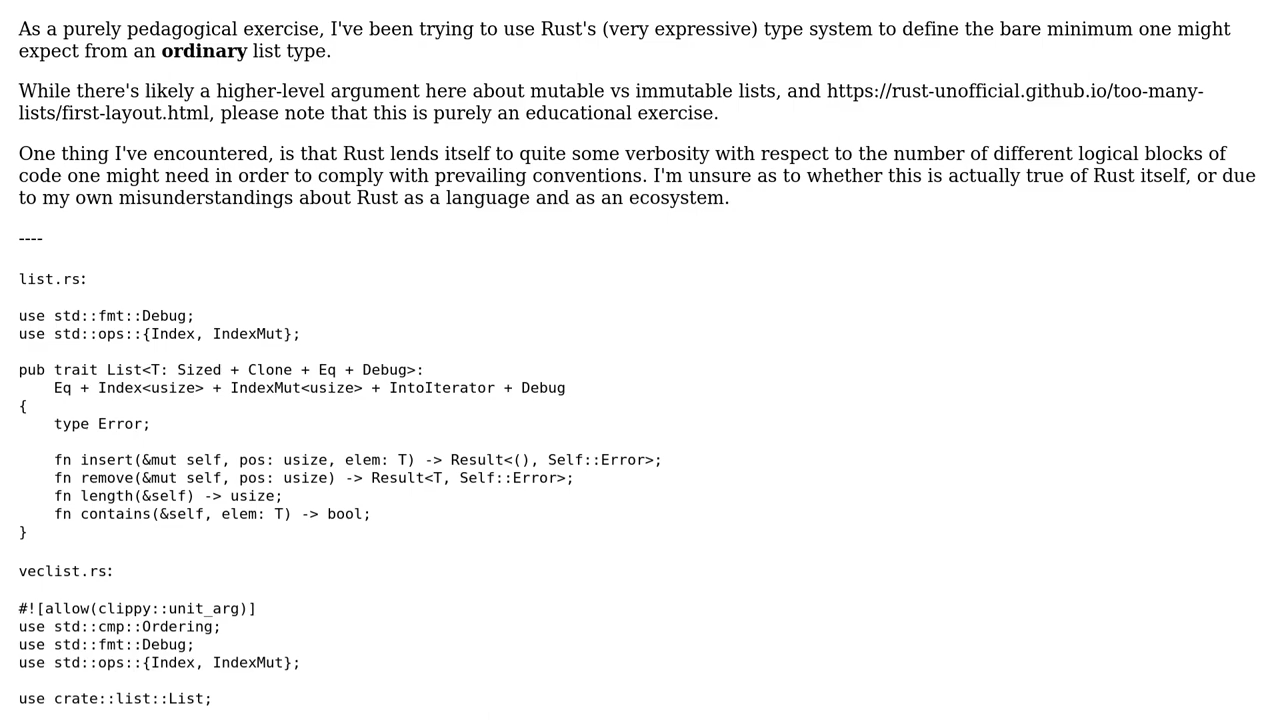 As a purely pedagogical exercise, I've been trying to use Rust's (very expressive) type system to define the bare minimum one might
expect from an ordinary list type.
While there's likely a higher-level argument here about mutable vs immutable lists, and https://rust-unofficial.github.io/too-many-
lists/first-layout.html, please note that this is purely an educational exercise.
One thing I've encountered, is that Rust lends itself to quite some verbosity with respect to the number of different logical blocks of
code one might need in order to comply with prevailing conventions. I'm unsure as to whether this is actually true of Rust itself, or due
to my own misunderstandings about Rust as a language and as an ecosystem.
----
list.rs:
use std::fmt::Debug;
use std::ops::{Index, IndexMut};
pub trait List<T: Sized + Clone + Eq + Debug>:
    Eq + Index<usize> + IndexMut<usize> + IntoIterator + Debug
{
    type Error;
    fn insert(&mut self, pos: usize, elem: T) -> Result<(), Self::Error>;
    fn remove(&mut self, pos: usize) -> Result<T, Self::Error>;
    fn length(&self) -> usize;
    fn contains(&self, elem: T) -> bool;
}
veclist.rs:
#![allow(clippy::unit_arg)]
use std::cmp::Ordering;
use std::fmt::Debug;
use std::ops::{Index, IndexMut};
use crate::list::List;